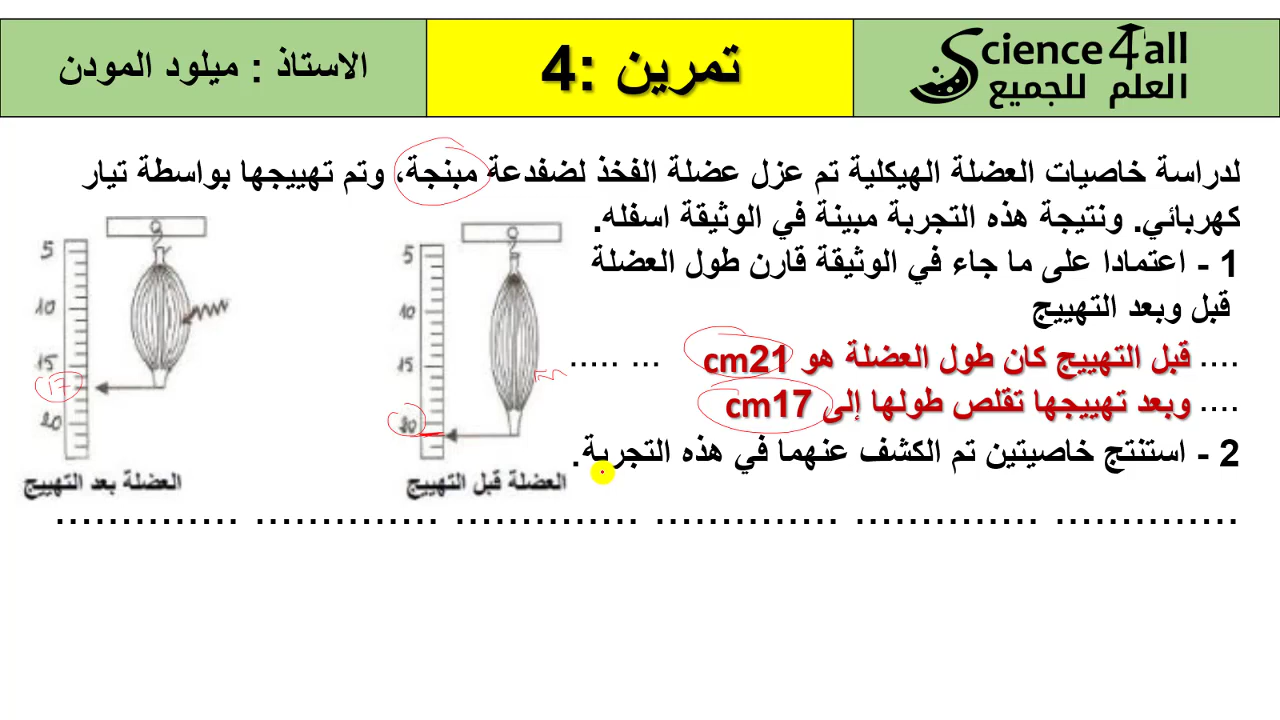 Science4all
العلم للجميع
تمرين :4
الاستاذ : ميلود المودن
لدراسة خاصيات العضلة الهيكلية تم عزل عضلة الفخذ لضفدعة مبنجة، وتم تهييجها بواسطة تيار
كهربائي. ونتيجة هذه التجربة مبينة في الوثيقة اسفله.
1 - اعتمادا على ما جاء في الوثيقة قارن طول العضلة
قبل وبعد التهييج
.... قبل التهييج كان طول العضلة هو cm21 ... .....
.... وبعد تهييجها تقلص طولها إلى cm17
2 - استنتج خاصيتين تم الكشف عنهما في هذه التجربة.
.............. .............. .............. .............. .............. ..............
5
10
15
20
العضلة قبل التهييج
5
10
15
17
20
العضلة بعد التهييج